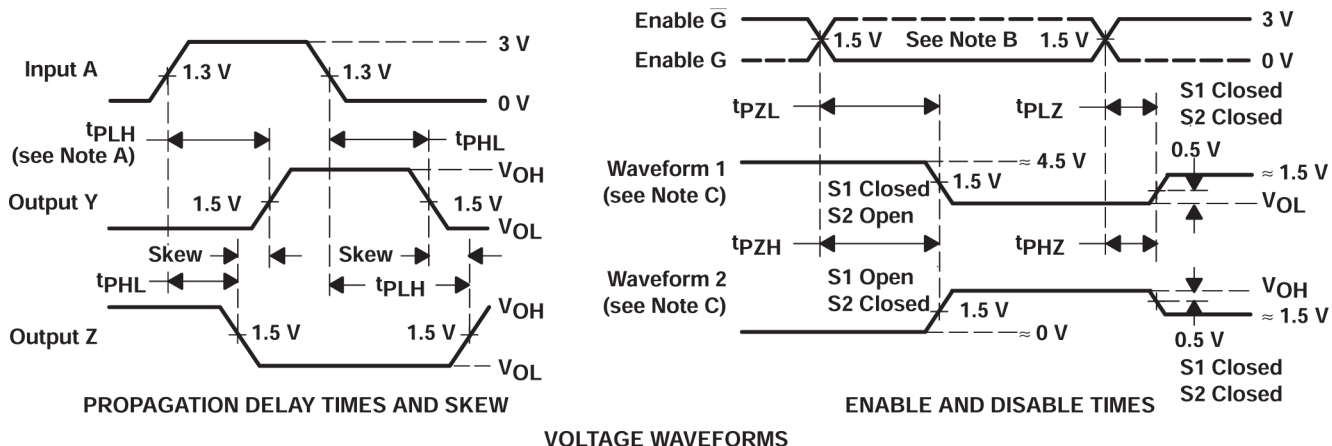 3 V
Input A
1.3 V
1.3 V
0 V
tPLH
(see Note A)
tPHL
VOH
Output Y
1.5 V
1.5 V
VOL
Skew
Skew
tPHL
tPLH
VOH
Output Z
1.5 V
1.5 V
VOL
PROPAGATION DELAY TIMES AND SKEW
Enable G̅
3 V
1.5 V
See Note B
1.5 V
Enable G
0 V
S1 Closed
S2 Closed
tPZL
tPLZ
0.5 V
Waveform 1
(see Note C)
≈ 4.5 V
S1 Closed
S2 Open
1.5 V
≈ 1.5 V
VOL
tPZH
tPHZ
Waveform 2
(see Note C)
S1 Open
S2 Closed
1.5 V
≈ 0 V
VOH
≈ 1.5 V
0.5 V
S1 Closed
S2 Closed
ENABLE AND DISABLE TIMES
VOLTAGE WAVEFORMS